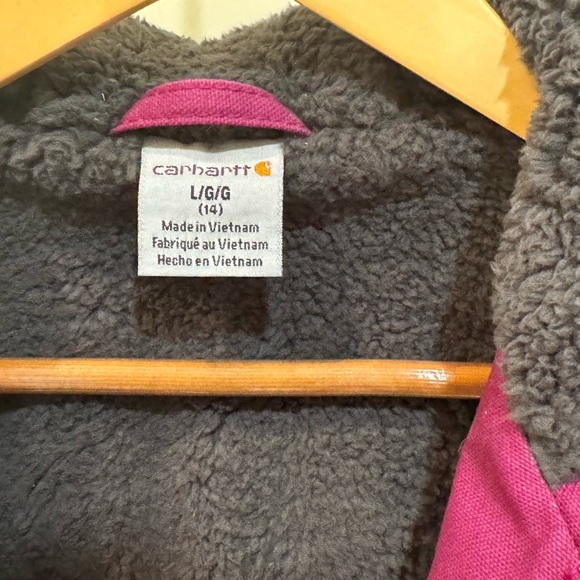 carhartt
L/G/G
(14)
Made in Vietnam
Fabriqué au Vietnam
Hecho en Vietnam